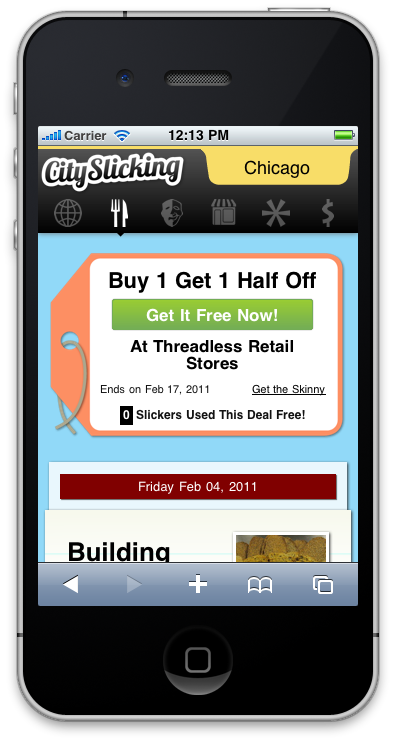 Carrier 12:13 PM
CitySlicking Chicago
Buy 1 Get 1 Half Off
Get It Free Now!
At Threadless Retail
Stores
Ends on Feb 17, 2011 Get the Skinny
0 Slickers Used This Deal Free!
Friday Feb 04, 2011
Building